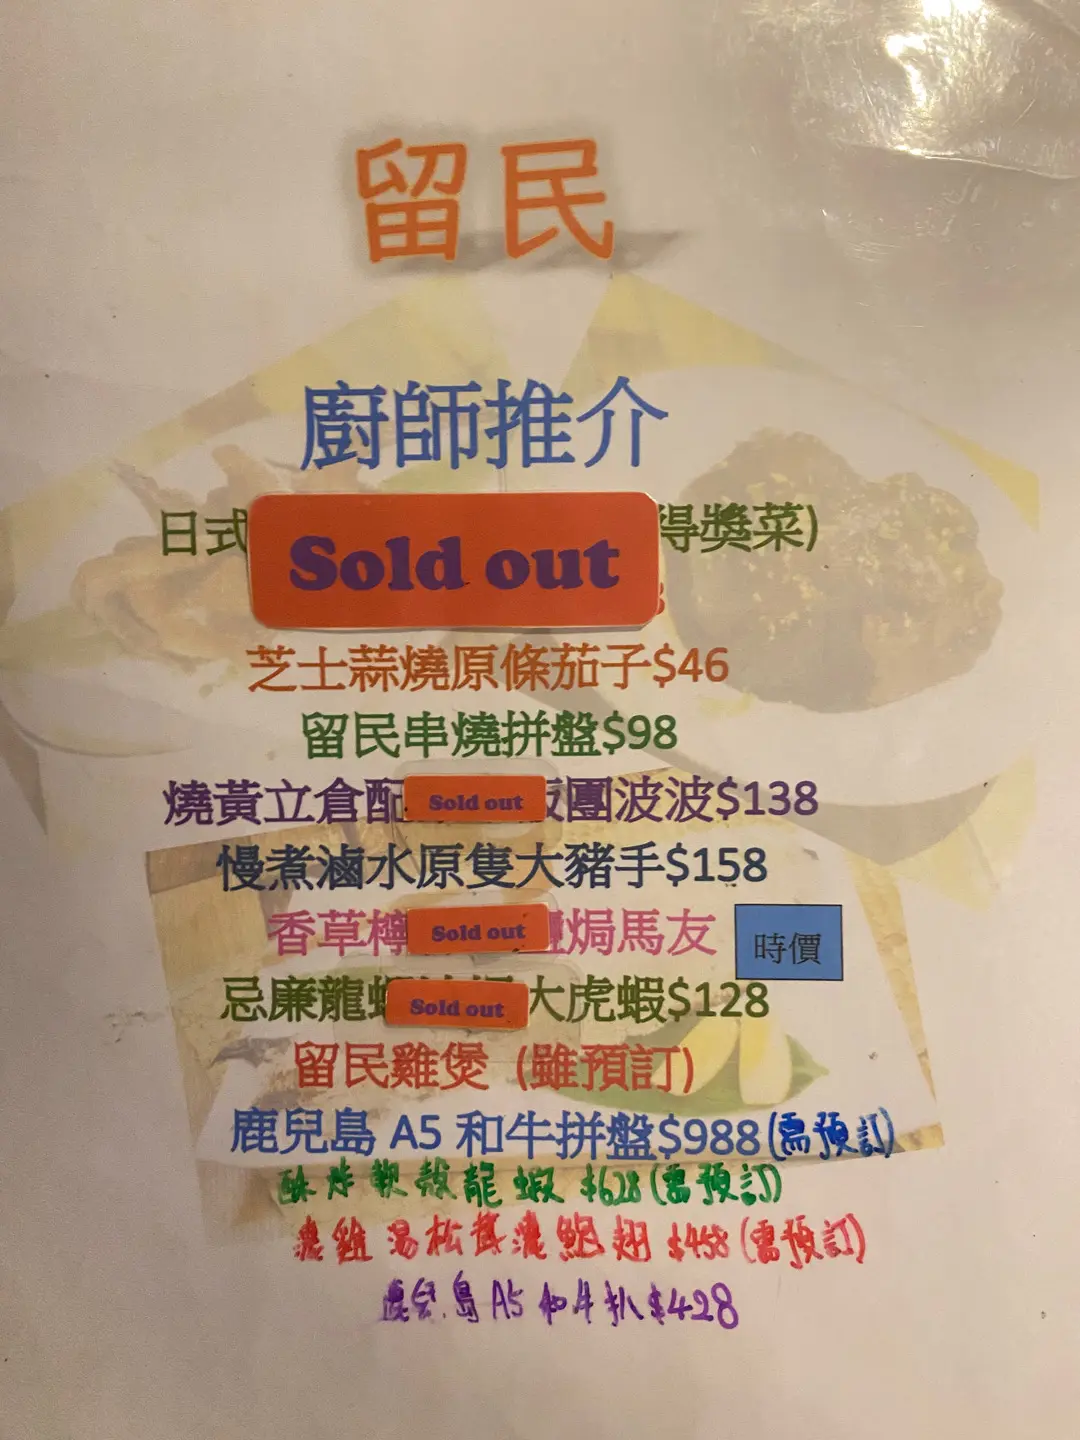 留民
廚師推介
日式 Sold out 得獎菜)
芝士蒜燒原條茄子$46
留民串燒拼盤$98
燒黃立倉配 Sold out 團波波$138
慢煮滷水原隻大豬手$158
香草檸 Sold out 焗馬友 時價
忌廉龍蝦 Sold out 大虎蝦$128
留民雞煲 (雖預訂)
鹿兒島 A5 和牛拼盤$988(需預訂)
酥炸軟殼龍蝦 $628(需預訂)
濃雞湯松茸濃鮑翅 $458(需預訂)
鹿兒島 A5 和牛扒 $428